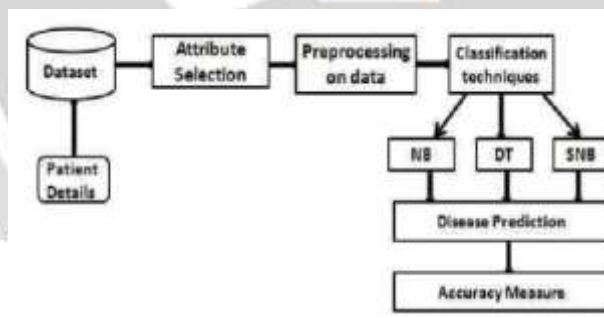 Dataset
Attribute
Selection
Preprocessing
on data
Classification
techniques
Patient
Details
NB
DT
SNB
Disease Prediction
Accuracy Measure